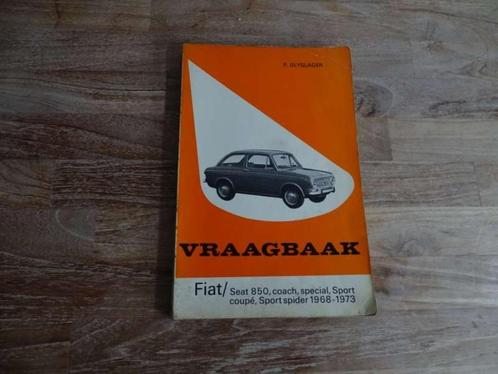 P. OLYSLAGER
VRAAGBAAK
Fiat/ Seat 850, coach, special, Sport
coupé, Sport spider 1968-1973